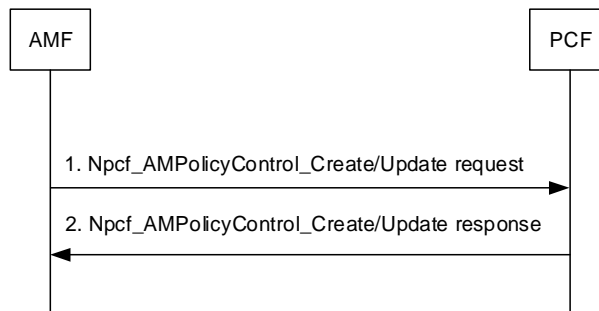 AMF
PCF
1. Npcf_AMPolicyControl_Create/Update request
2. Npcf_AMPolicyControl_Create/Update response